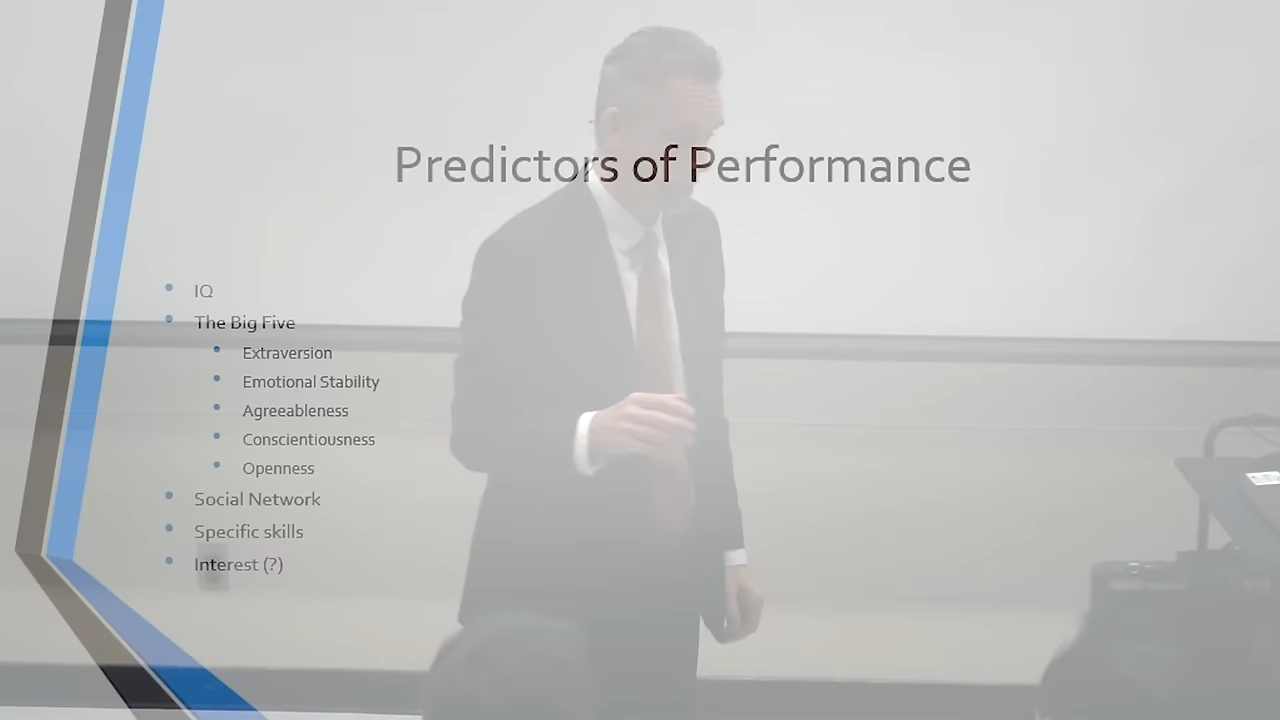 Predictors of Performance
IQ
The Big Five
Extraversion
Emotional Stability
Agreeableness
Conscientiousness
Openness
Social Network
Specific skills
Interest (?)